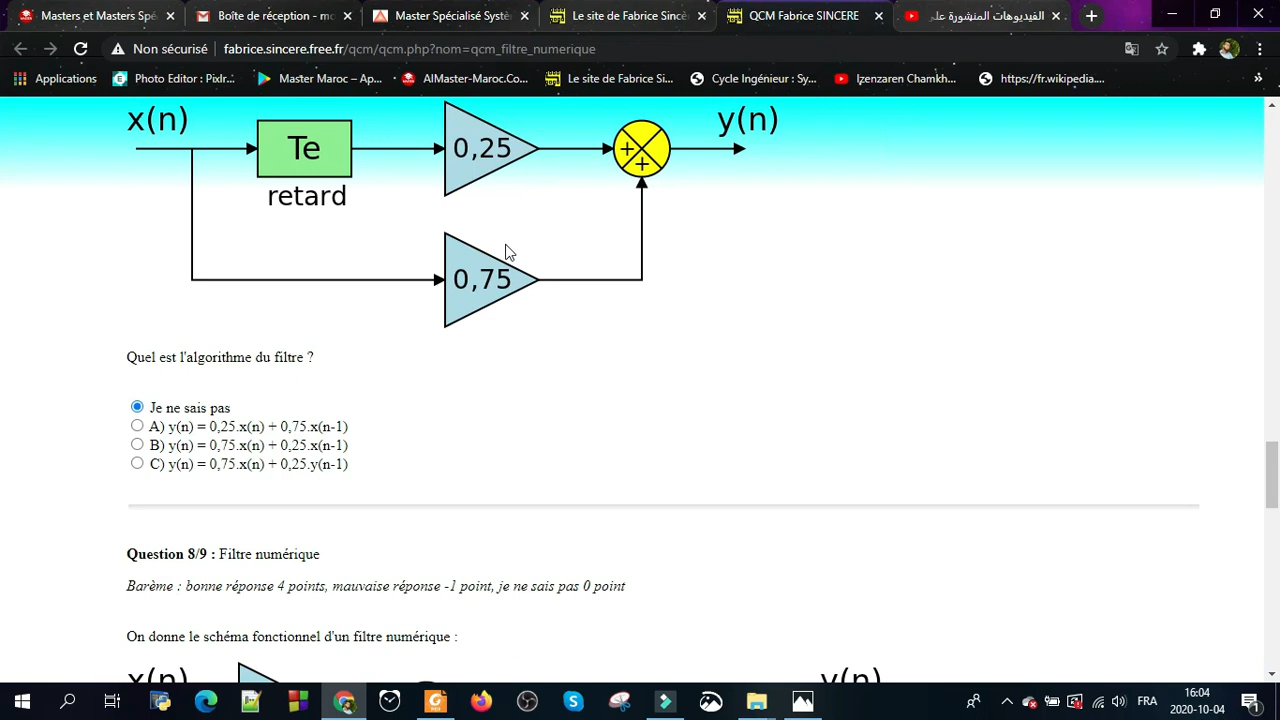 Masters et Masters Spé
Boîte de réception - mo
Master Spécialisé Systè
Le site de Fabrice Sincè
QCM Fabrice SINCERE
الفيديوهات المنشورة على
Non sécurisé
fabrice.sincere.free.fr/qcm/qcm.php?nom=qcm_filtre_numerique
Applications
Photo Editor : Pixlr...
Master Maroc – Ap...
AlMaster-Maroc.Co...
Le site de Fabrice Si...
Cycle Ingénieur : Sy...
Izenzaren Chamkh...
https://fr.wikipedia....
x(n)
Te
0,25
+
+
y(n)
retard
0,75
Quel est l'algorithme du filtre ?
Je ne sais pas
A) y(n) = 0,25.x(n) + 0,75.x(n-1)
B) y(n) = 0,75.x(n) + 0,25.x(n-1)
C) y(n) = 0,75.x(n) + 0,25.y(n-1)
Question 8/9 : Filtre numérique
Barème : bonne réponse 4 points, mauvaise réponse -1 point, je ne sais pas 0 point
On donne le schéma fonctionnel d'un filtre numérique :
x(n)
y(n)
FRA
16:04
2020-10-04